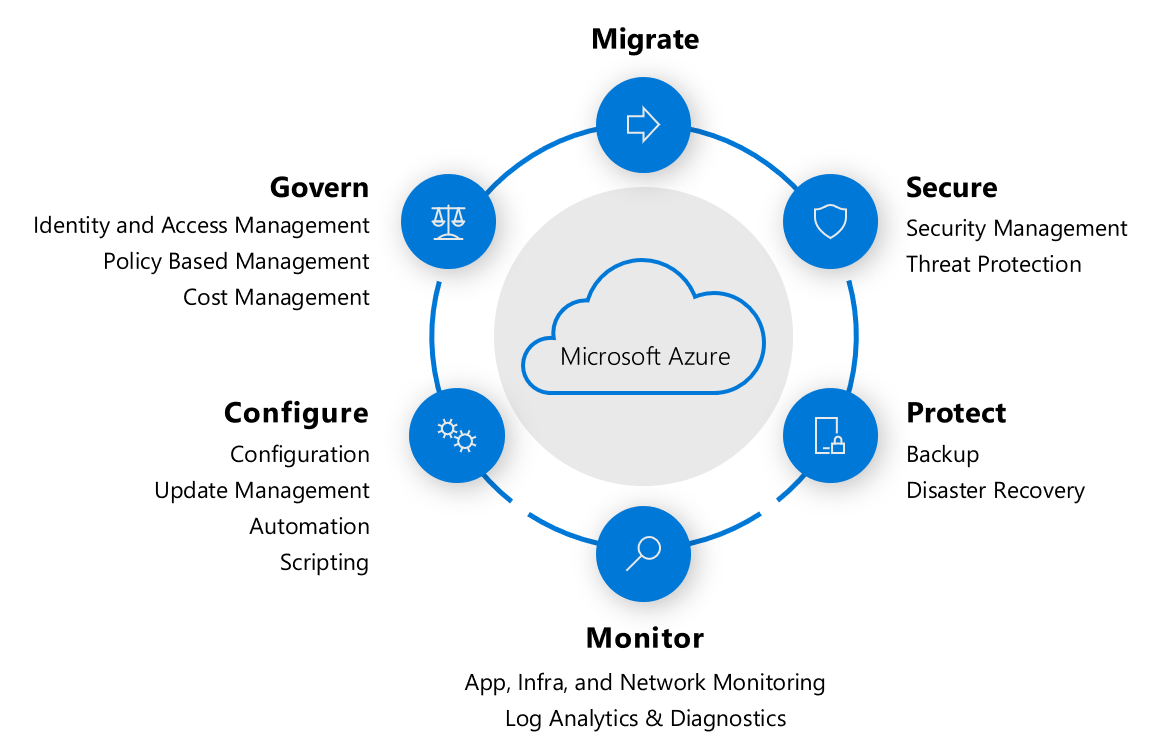 Migrate
Govern
Identity and Access Management
Policy Based Management
Cost Management
Secure
Security Management
Threat Protection
Microsoft Azure
Configure
Configuration
Update Management
Automation
Scripting
Protect
Backup
Disaster Recovery
Monitor
App, Infra, and Network Monitoring
Log Analytics & Diagnostics